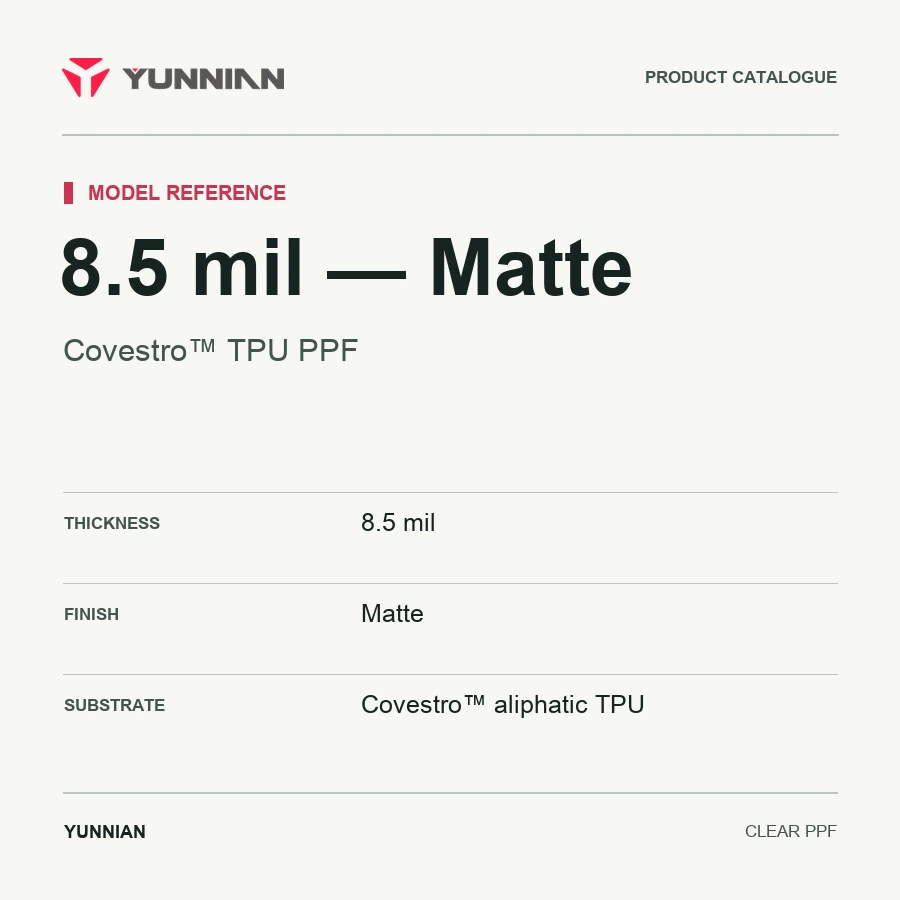 YUNNIAN
PRODUCT CATALOGUE
MODEL REFERENCE
8.5 mil — Matte
Covestro™ TPU PPF
THICKNESS 8.5 mil
FINISH Matte
SUBSTRATE Covestro™ aliphatic TPU
YUNNIAN
CLEAR PPF